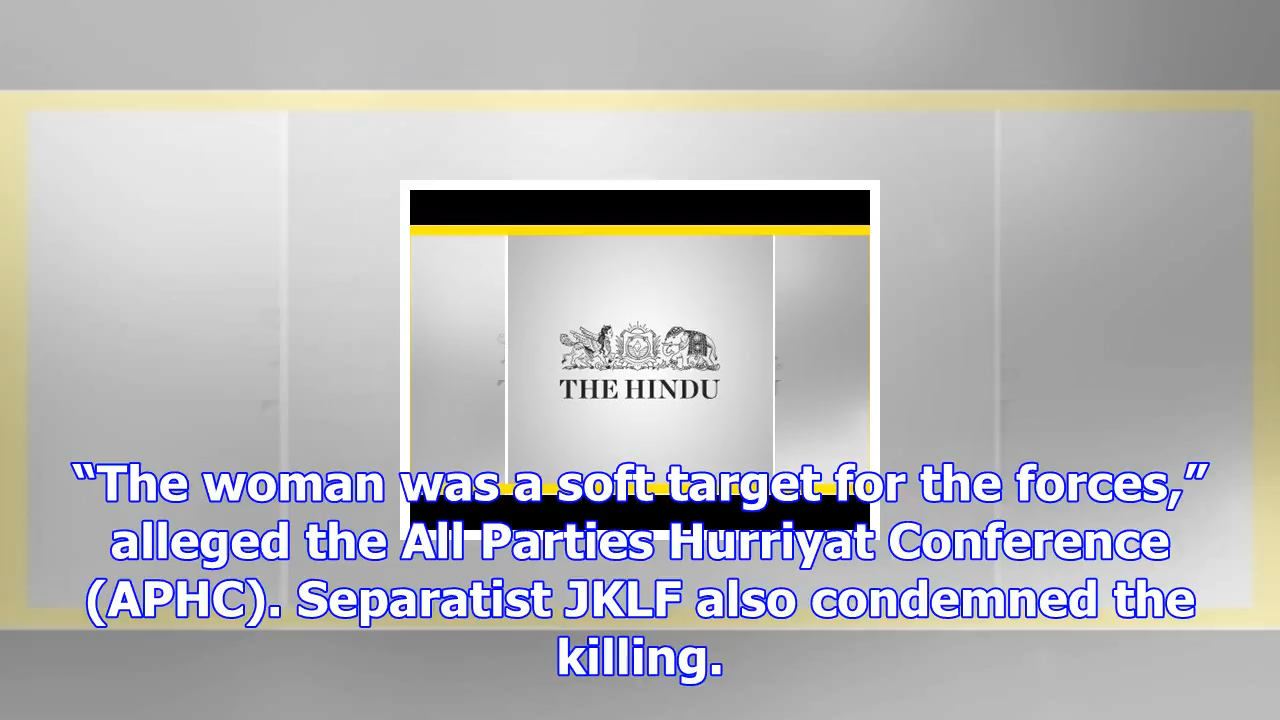 THE HINDU
“The woman was a soft target for the forces,”
alleged the All Parties Hurriyat Conference
(APHC). Separatist JKLF also condemned the
killing.